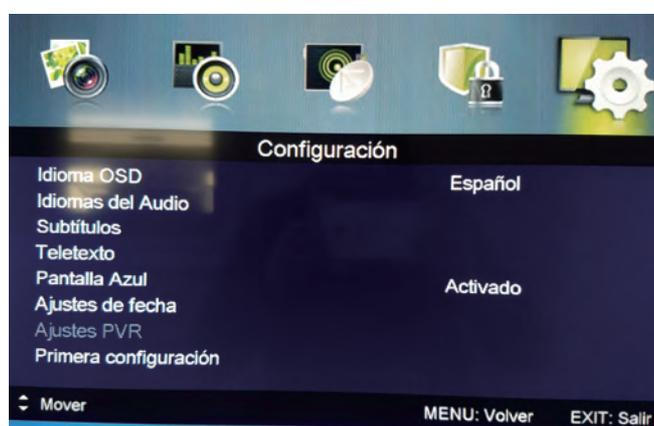 Configuración
Idioma OSD Español
Idiomas del Audio
Subtítulos
Teletexto
Pantalla Azul Activado
Ajustes de fecha
Ajustes PVR
Primera configuración
Mover MENU: Volver EXIT: Salir